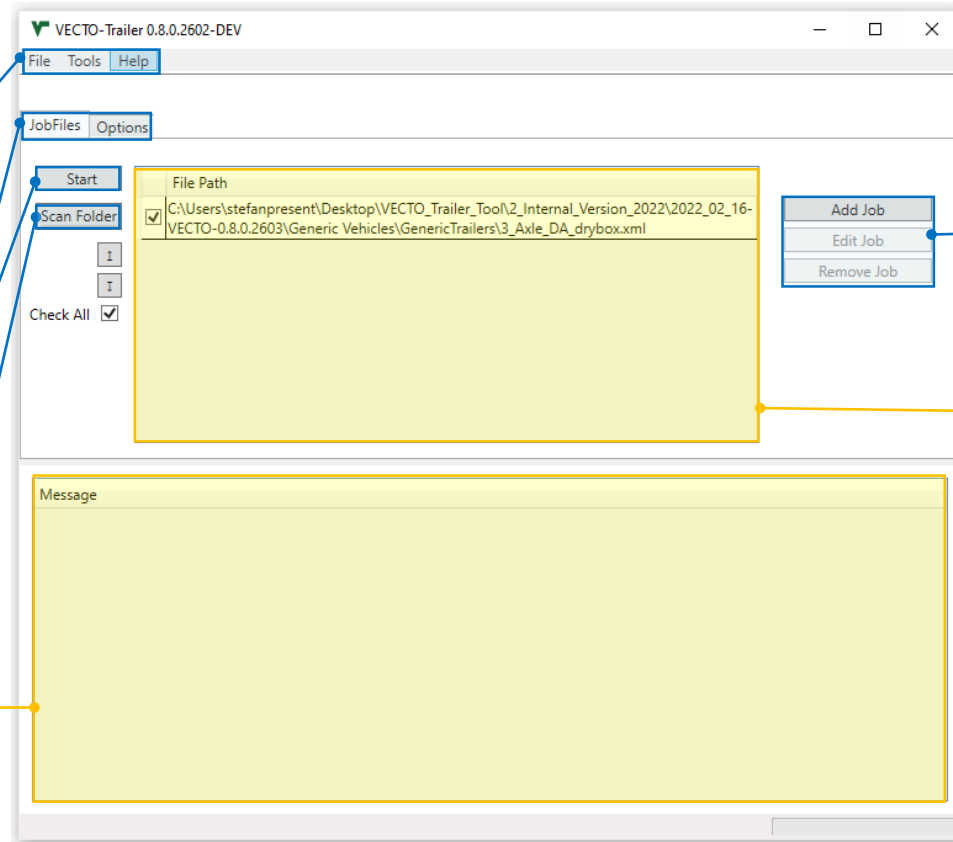 VECTO-Trailer 0.8.0.2602-DEV
File Tools Help
JobFiles Options
Start
Scan Folder
Check All
File Path
C:\Users\stefanpresent\Desktop\VECTO_Trailer_Tool\2_Internal_Version_2022\2022_02_16-
VECTO-0.8.0.2603\Generic Vehicles\GenericTrailers\3_Axle_DA_drybox.xml
Add Job
Edit Job
Remove Job
Message